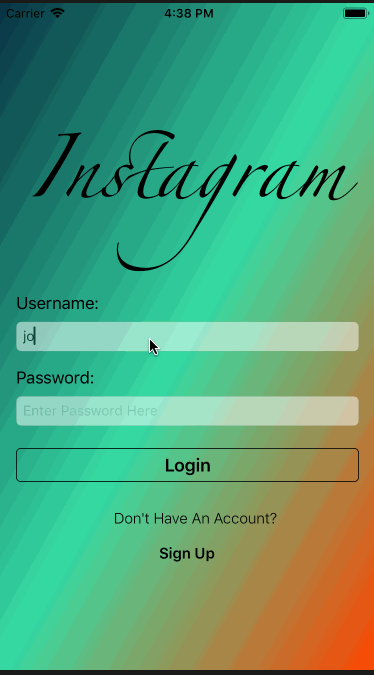 Carrier 4:38 PM
Instagram
Username:
jo
Password:
Enter Password Here
Login
Don't Have An Account?
Sign Up